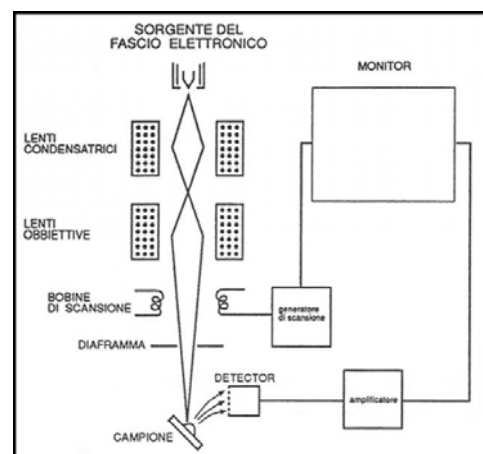 SORGENTE DEL
FASCIO ELETTRONICO
MONITOR
LENTI
CONDENSATRICI
LENTI
OBBIETTIVE
BOBINE
DI SCANSIONE
generatore
di scansione
DIAFRAMMA
DETECTOR
amplificatore
CAMPIONE